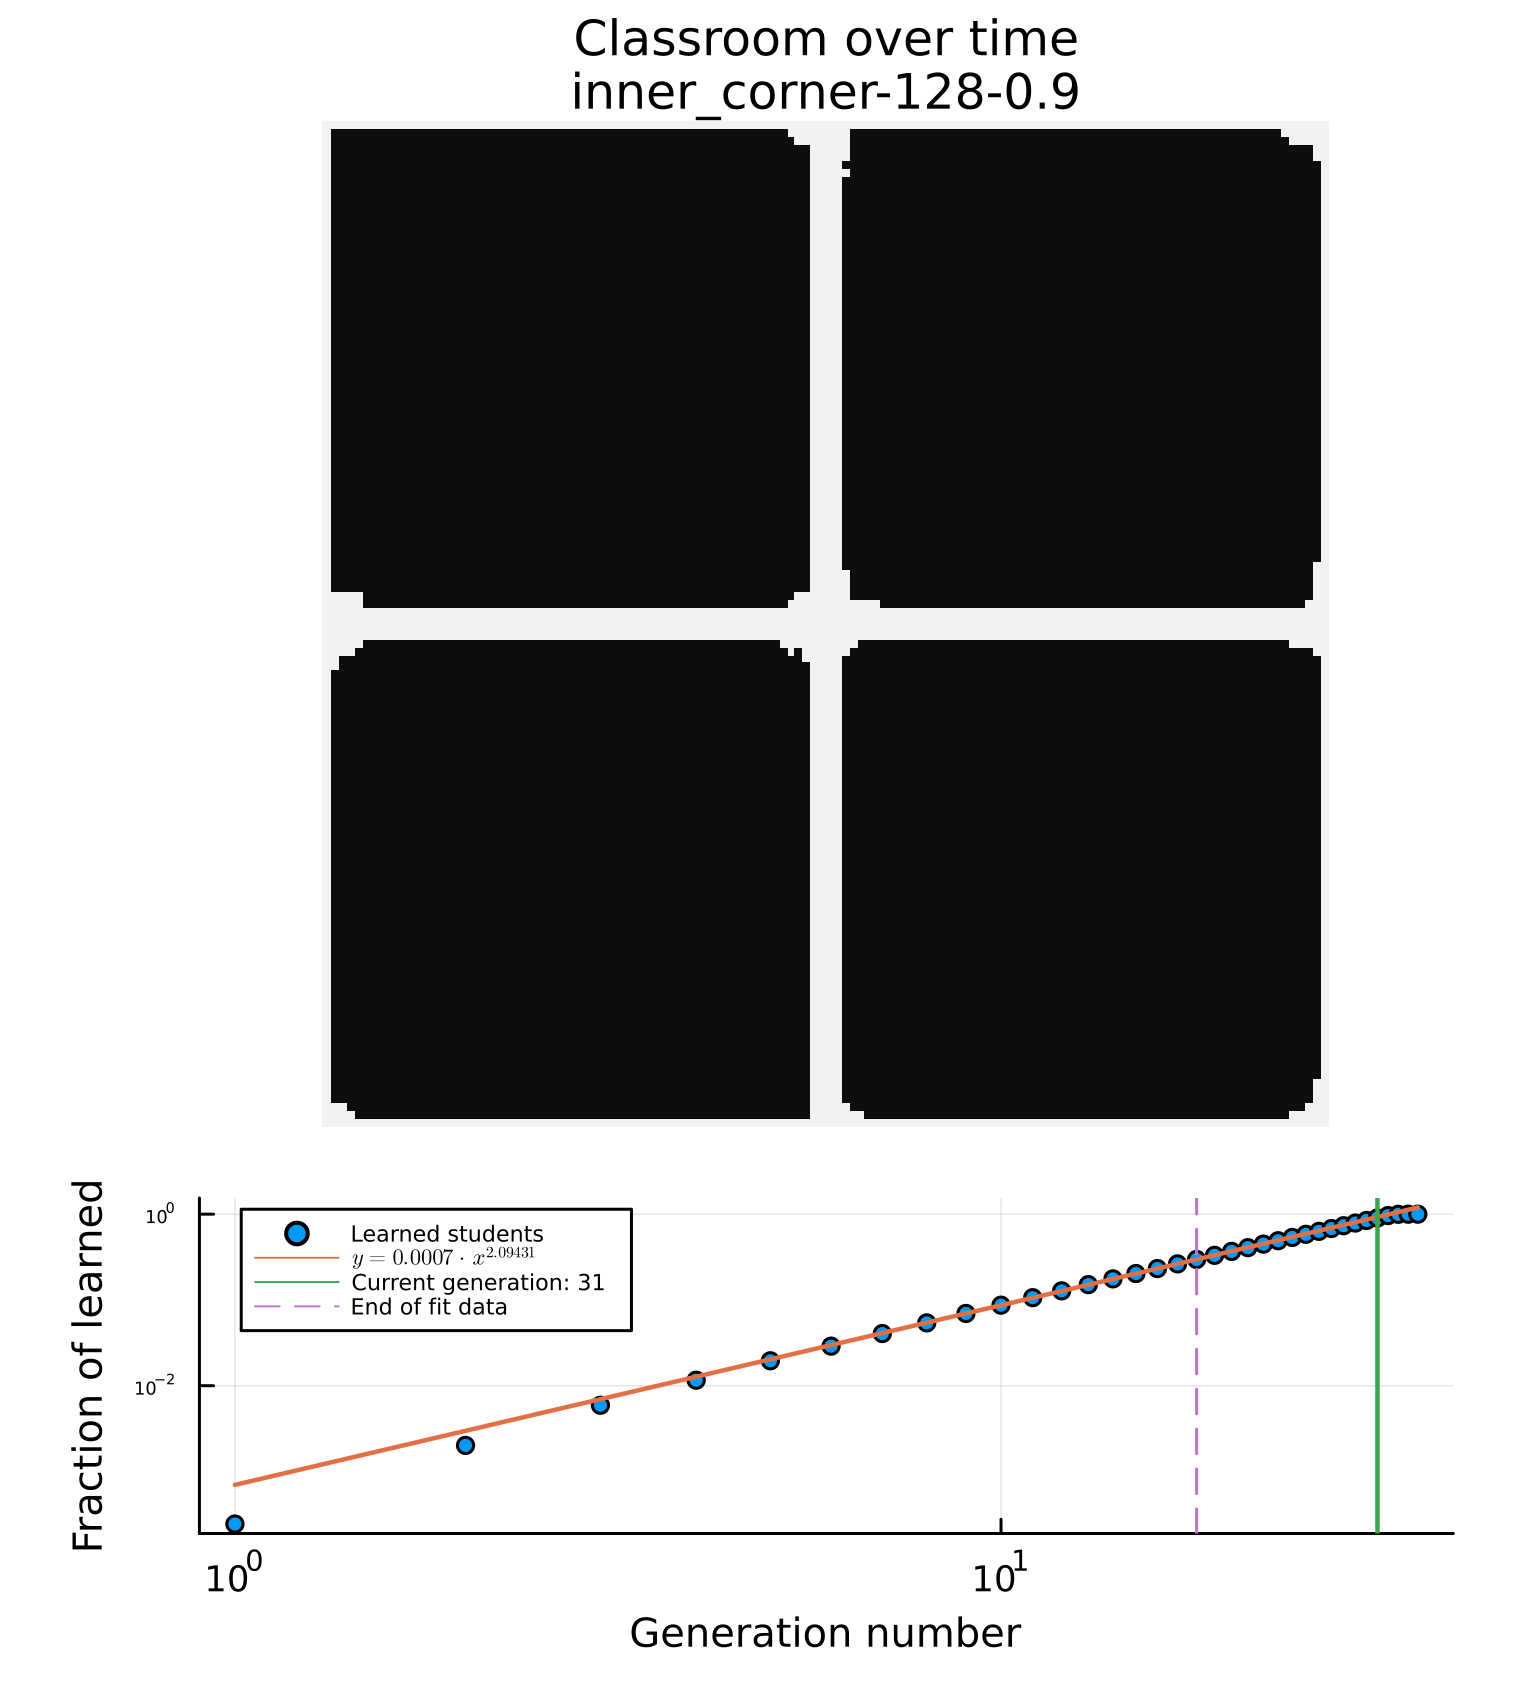 Classroom over time
inner_corner-128-0.9
Fraction of learned
10^0
10^-2
Learned students
y = 0.0007 · x^2.09431
Current generation: 31
End of fit data
10^0
10^1
Generation number